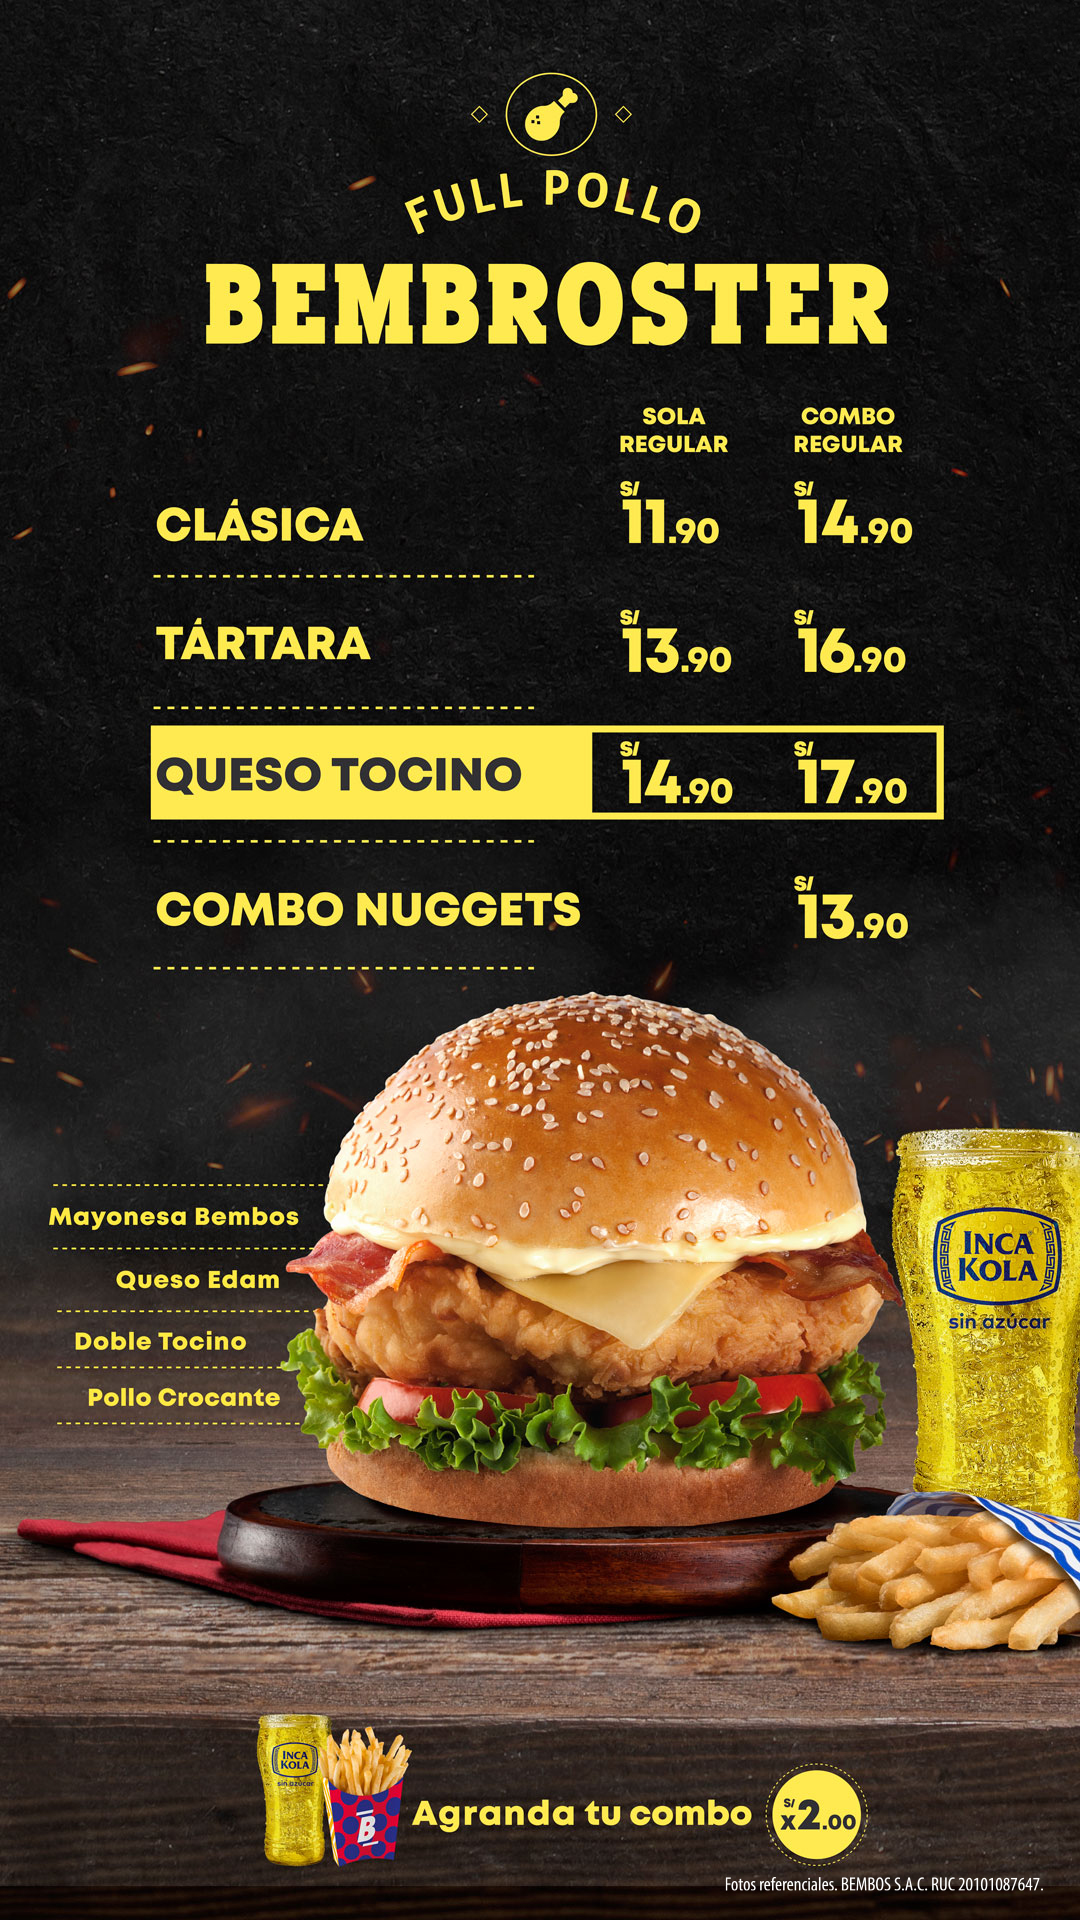 FULL POLLO
BEMBROSTER
SOLA REGULAR
COMBO REGULAR
CLÁSICA S/ 11.90 S/ 14.90
TÁRTARA S/ 13.90 S/ 16.90
QUESO TOCINO S/ 14.90 S/ 17.90
COMBO NUGGETS S/ 13.90
Mayonesa Bembos
Queso Edam
Doble Tocino
Pollo Crocante
INCA
KOLA
sin azúcar
INCA
KOLA
sin azúcar
B
Agranda tu combo S/ x2.00
Fotos referenciales. BEMBOS S.A.C. RUC 20101087647.